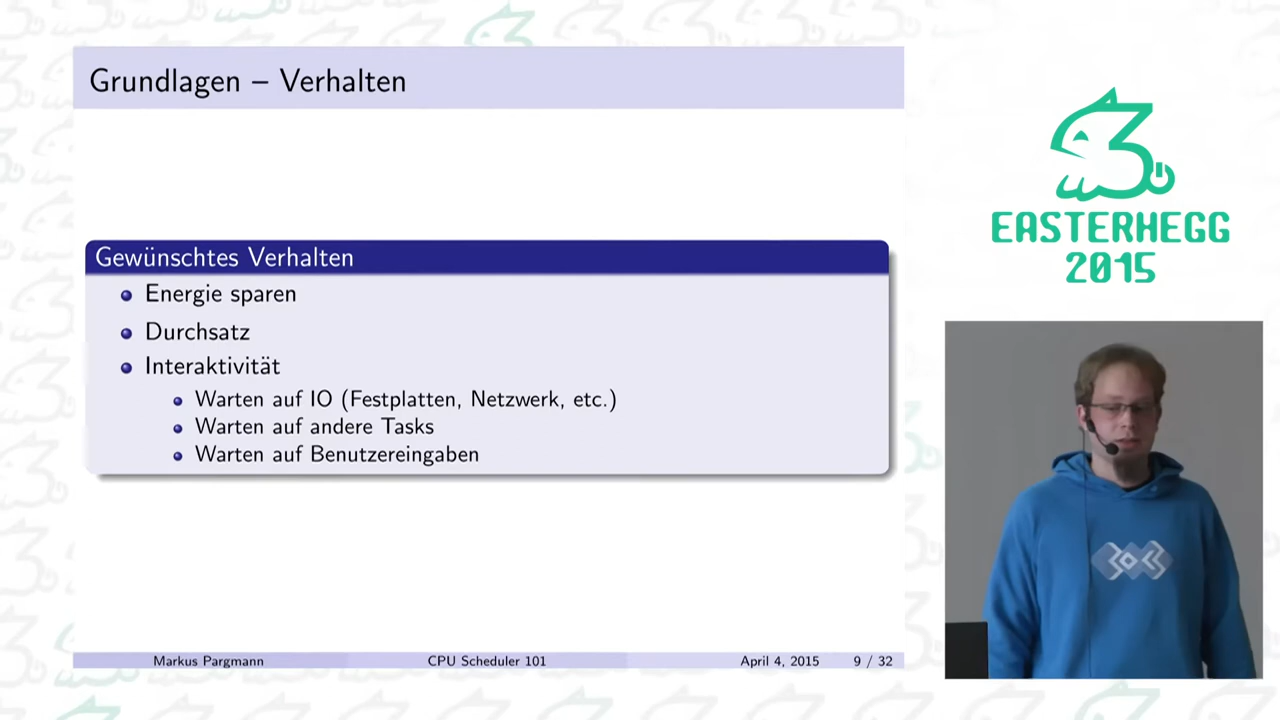 Grundlagen – Verhalten
Gewünschtes Verhalten
Energie sparen
Durchsatz
Interaktivität
Warten auf IO (Festplatten, Netzwerk, etc.)
Warten auf andere Tasks
Warten auf Benutzereingaben
Markus Pargmann CPU Scheduler 101 April 4, 2015 9 / 32
EASTERHEGG
2015